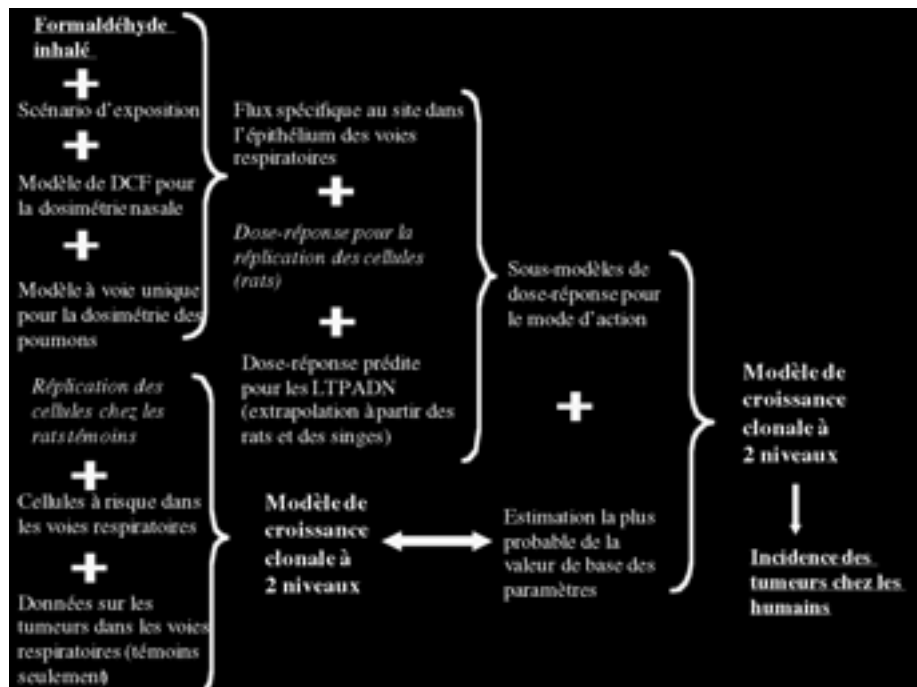 Formaldéhyde
inhalé
Scénario d'exposition
Modèle de DCF pour
la dosimétrie nasale
Modèle à voie unique
pour la dosimétrie des
poumons
Flux spécifique au site dans
l'épithélium des voies
respiratoires
Dose-réponse pour la
réplication des cellules
(rats)
Dose-réponse prédite
pour les LTPADN
(extrapolation à partir des
rats et des singes)
Sous-modèles de
dose-réponse pour
le mode d'action
Réplication des
cellules chez les
rats témoins
Cellules à risque dans
les voies respiratoires
Données sur les
tumeurs dans les voies
respiratoires (témoins
seulement)
Modèle de
croissance
clonale à
2 niveaux
Estimation la plus
probable de la
valeur de base des
paramètres
Modèle de
croissance
clonale à
2 niveaux
Incidence des
tumeurs chez les
humains